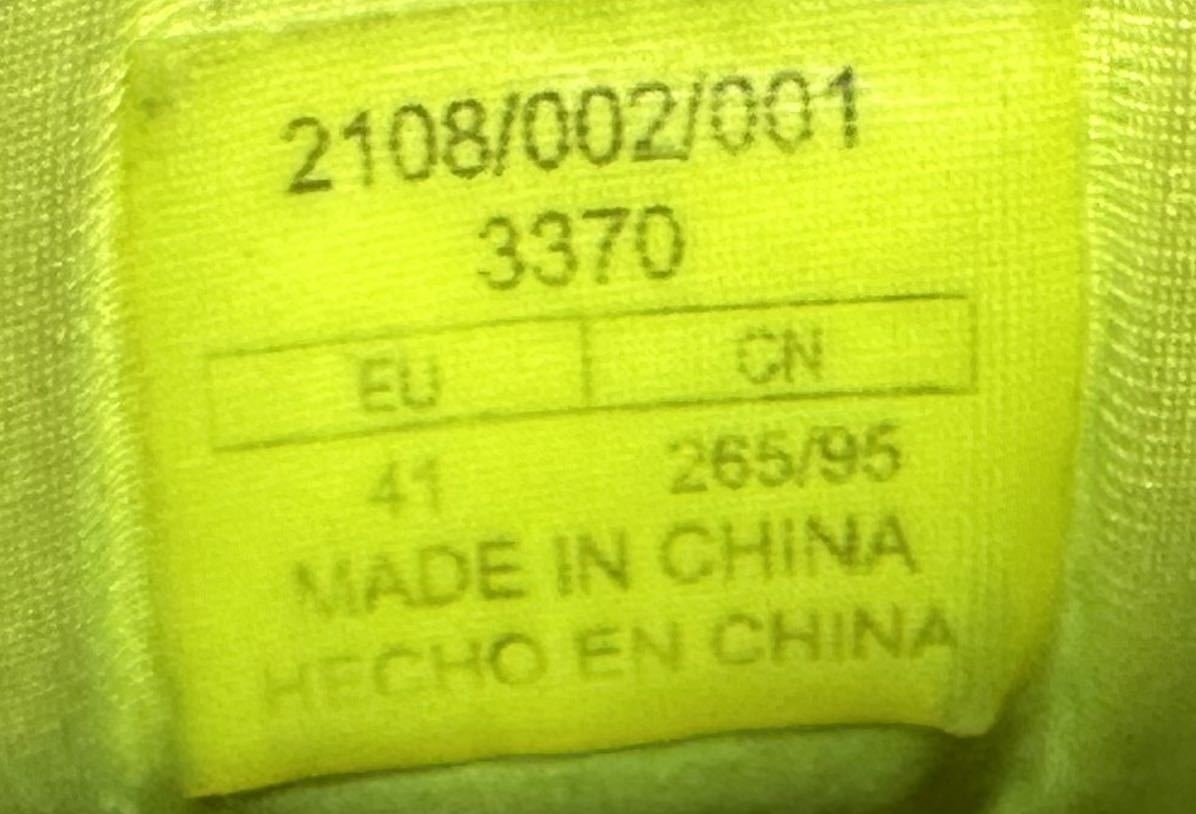 2108/002/001
3370
EU CN
41 265/95
MADE IN CHINA
HECHO EN CHINA